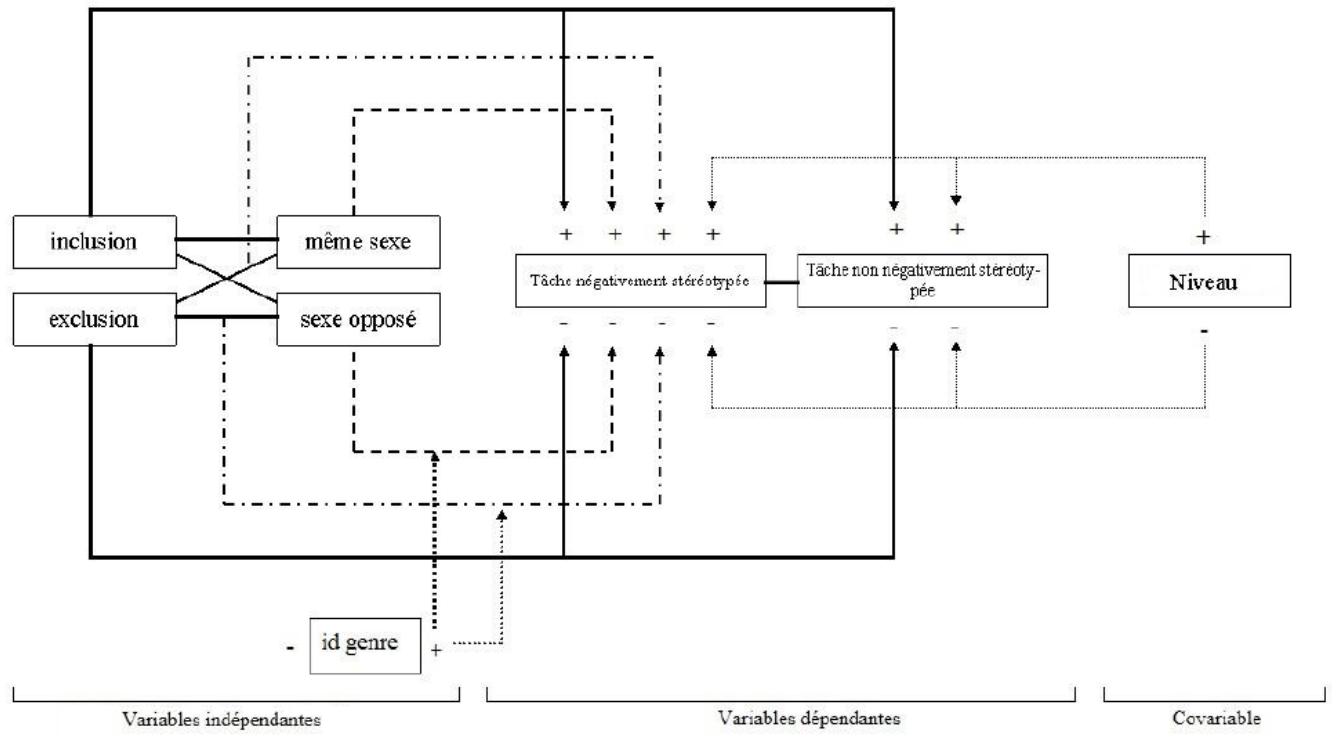 + + + + + + +
inclusion même sexe
Tâche négativement stéréotypée Tâche non négativement stéréoty-
pée
Niveau
exclusion sexe opposé
- - - - - - -
- id genre +
Variables indépendantes Variables dépendantes Covariable